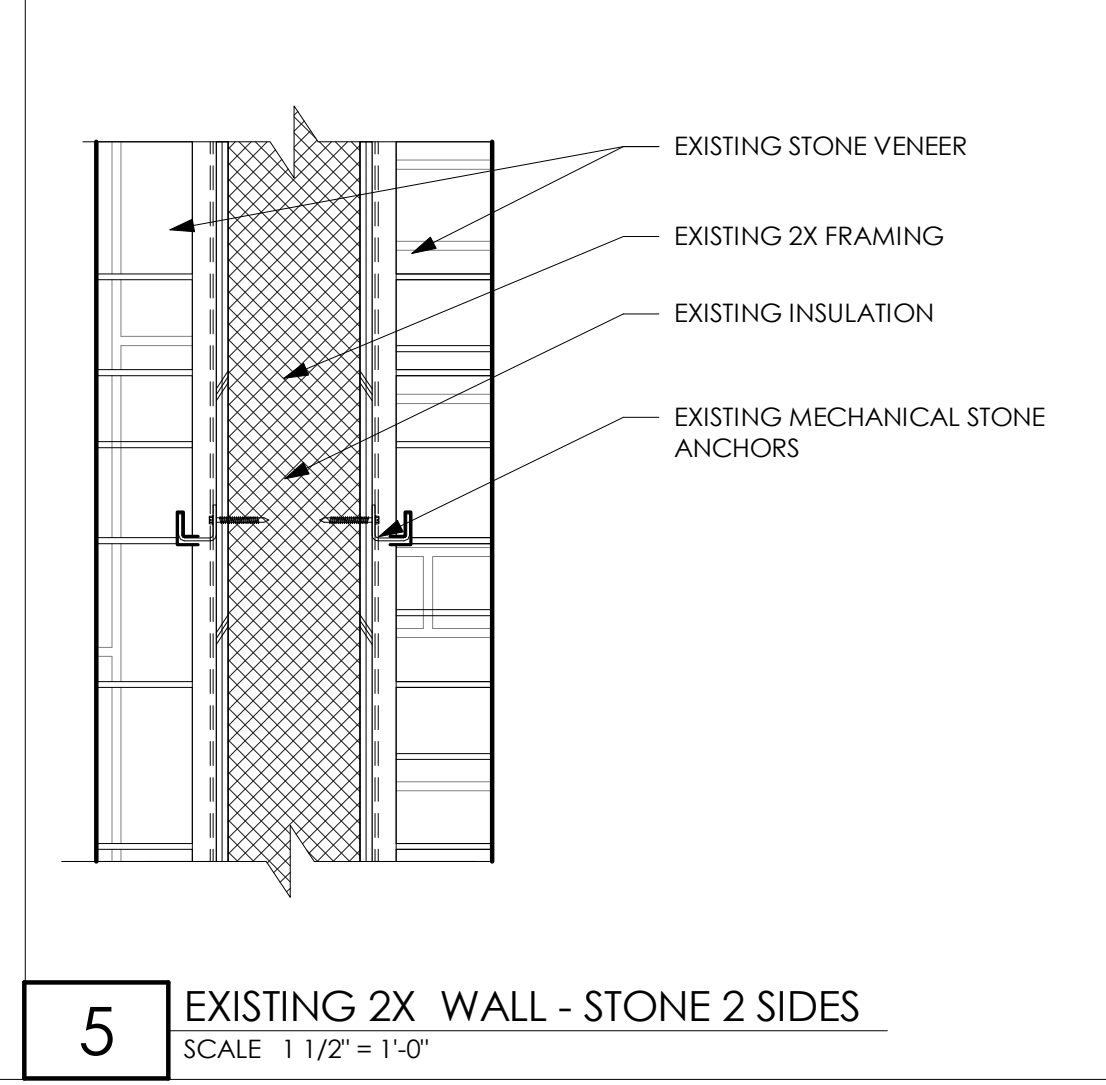 EXISTING STONE VENEER
EXISTING 2X FRAMING
EXISTING INSULATION
EXISTING MECHANICAL STONE
ANCHORS
5
EXISTING 2X WALL - STONE 2 SIDES
SCALE 1 1/2" = 1'-0"